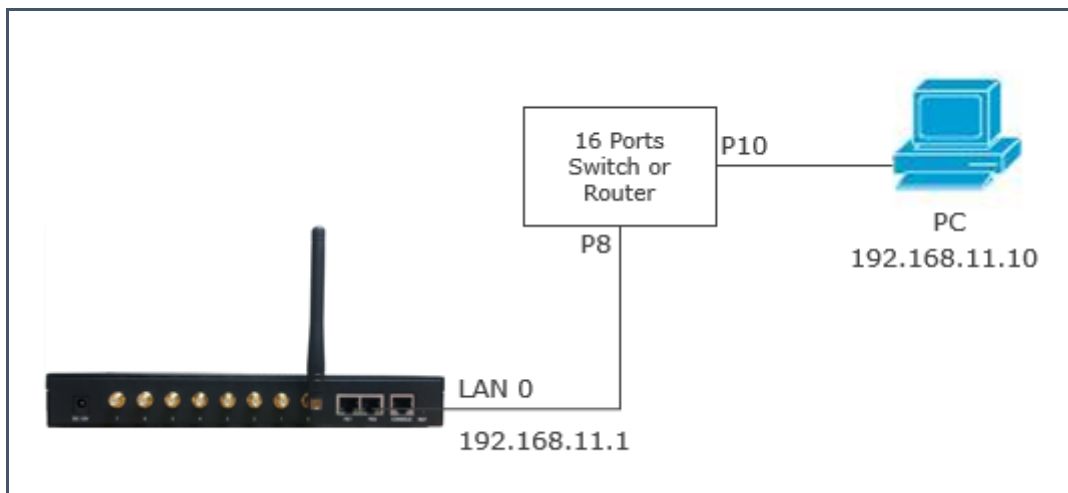 16 Ports
Switch or
Router
P10
P8
PC
192.168.11.10
LAN 0
192.168.11.1